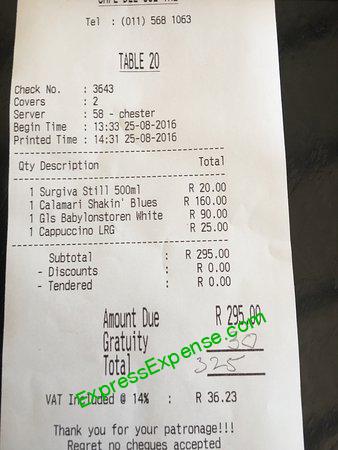 Tel : (011) 568 1063
TABLE 20
Check No. : 3643
Covers : 2
Server : 58 - chester
Begin Time : 13:33 25-08-2016
Printed Time : 14:31 25-08-2016
Qty Description Total
1 Surgiva Still 500ml R 20.00
1 Calamari Shakin' Blues R 160.00
1 Gls Babylonstoren White R 90.00
1 Cappuccino LRG R 25.00
Subtotal : R 295.00
- Discounts : R 0.00
- Tendered : R 0.00
Amount Due R 295.00
Gratuity 30
Total 325
ExpressExpense.com
VAT Included @ 14% : R 36.23
Thank you for your patronage!!!
Regret no cheques accepted